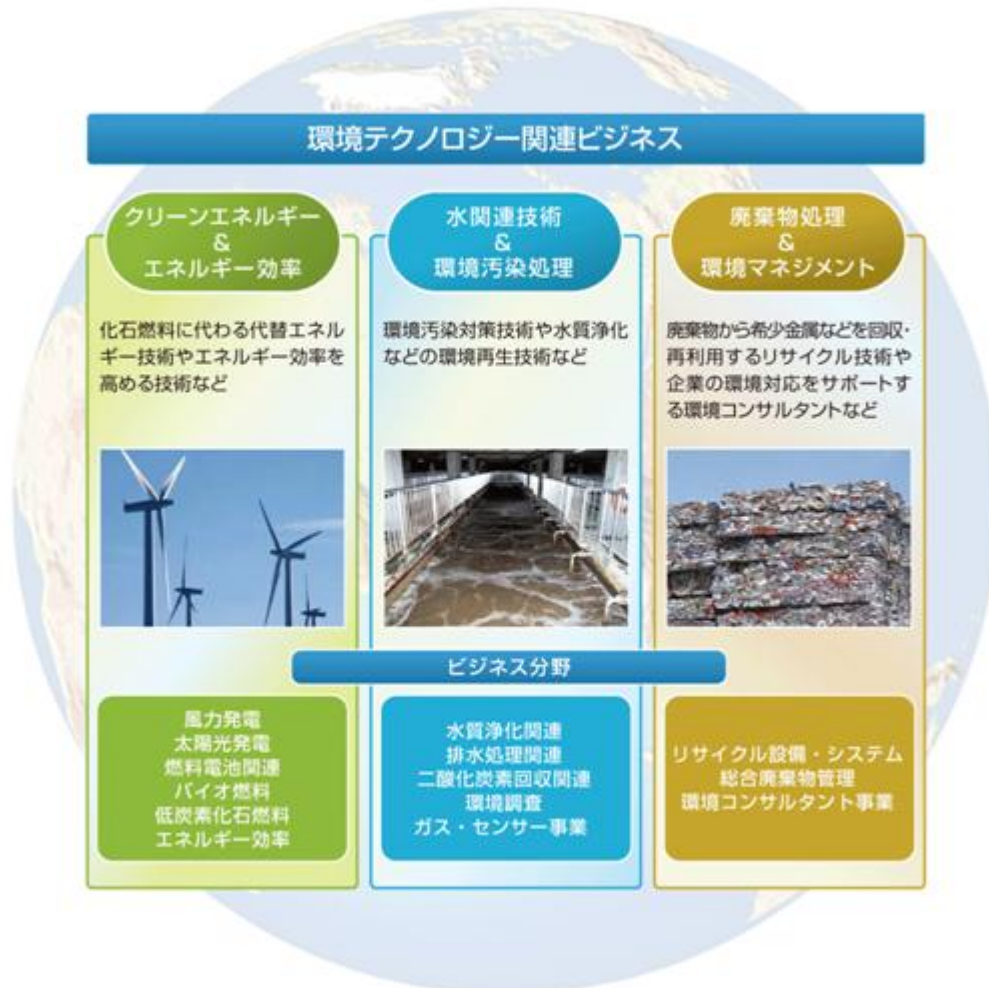 環境テクノロジー関連ビジネス
クリーンエネルギー
&
エネルギー効率
化石燃料に代わる代替エネル
ギー技術やエネルギー効率を
高める技術など
水関連技術
&
環境汚染処理
環境汚染対策技術や水質浄化
などの環境再生技術など
廃棄物処理
&
環境マネジメント
廃棄物から希少金属などを回収・
再利用するリサイクル技術や
企業の環境対応をサポートす
る環境コンサルタントなど
ビジネス分野
風力発電
太陽光発電
燃料電池関連
バイオ燃料
低炭素化石燃料
エネルギー効率
水質浄化関連
排水処理関連
二酸化炭素回収関連
環境調査
ガス・センサー事業
リサイクル設備・システム
総合廃棄物管理
環境コンサルタント事業